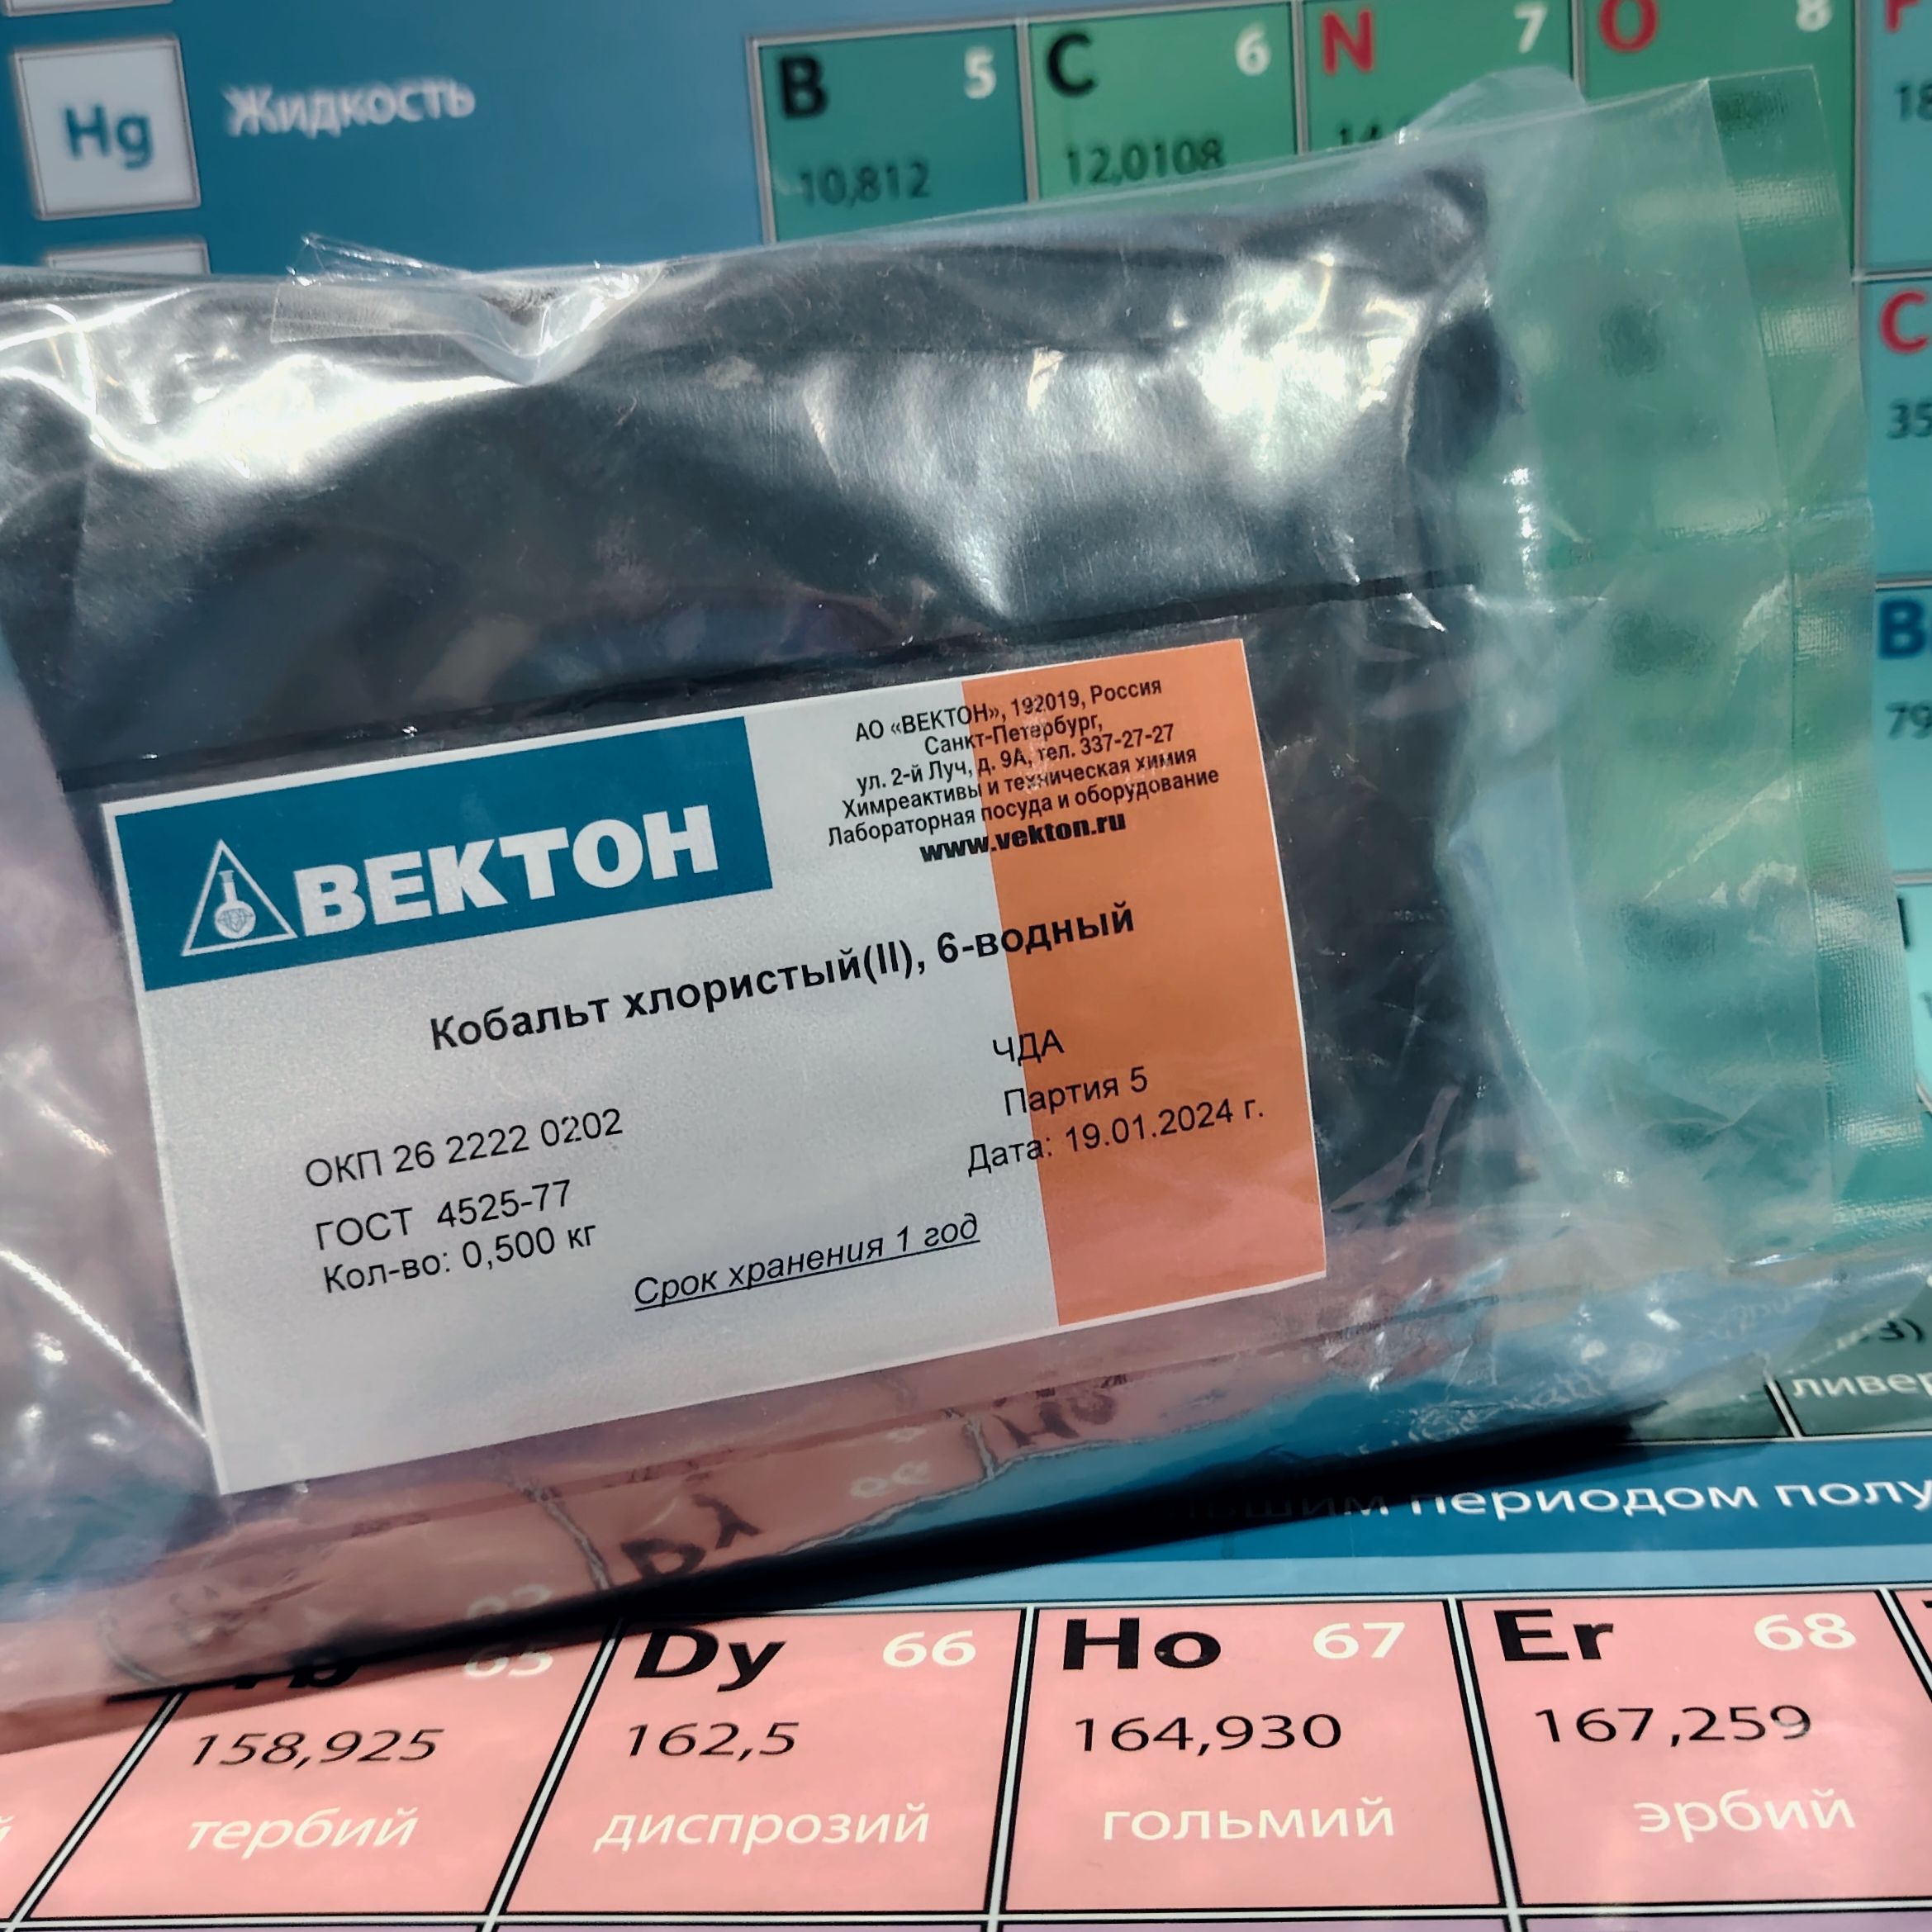 Hg
Жидкость
B 5
10,812
C 6
12,0108
N 7
O 8
ВЕКТОН
АО «ВЕКТОН», 192019, Россия
Санкт-Петербург,
ул. 2-й Луч, д. 9А, тел. 337-27-27
Химреактивы и техническая химия
Лабораторная посуда и оборудование
www.vekton.ru
Кобальт хлористый(II), 6-водный
ЧДА
Партия 5
Дата: 19.01.2024 г.
ОКП 26 2222 0202
ГОСТ 4525-77
Кол-во: 0,500 кг
Срок хранения 1 год
периодом
65
158,925
тербий
Dy 66
162,5
диспрозий
Ho 67
164,930
гольмий
Er 68
167,259
эрбий